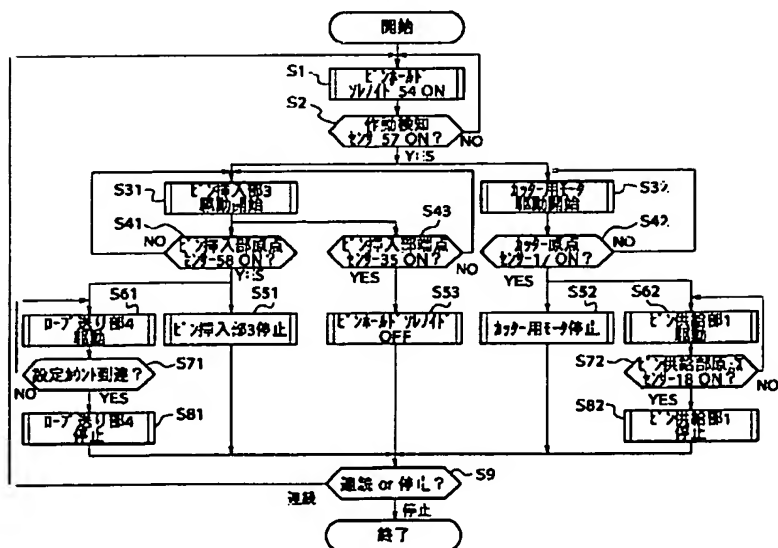 開始
S1
ピンホールド
ソレノイド 54 ON
S2
作動検知
センサ 57 ON?
NO
YES
S31
ピン挿入部3
駆動開始
カッター用モータ
駆動開始
S32
S41
NO
ピン挿入部原点
センサー58 ON?
YES
S43
ピン挿入部端点
センサー35 ON?
NO
YES
S42
カッター原点
センサー17 ON?
NO
YES
S61
ロープ送り部4
駆動
S51
ピン挿入部3停止
S53
ピンホールド ソレノイド
OFF
S52
カッター用モータ停止
S62
ピン供給部1
駆動
S71
設定カウント到達?
NO
YES
S72
ピン供給部原点
センサー18 ON?
NO
YES
S81
ロープ送り部4
停止
S82
ピン供給部1
停止
S9
連続 or 停止?
連続
停止
終了